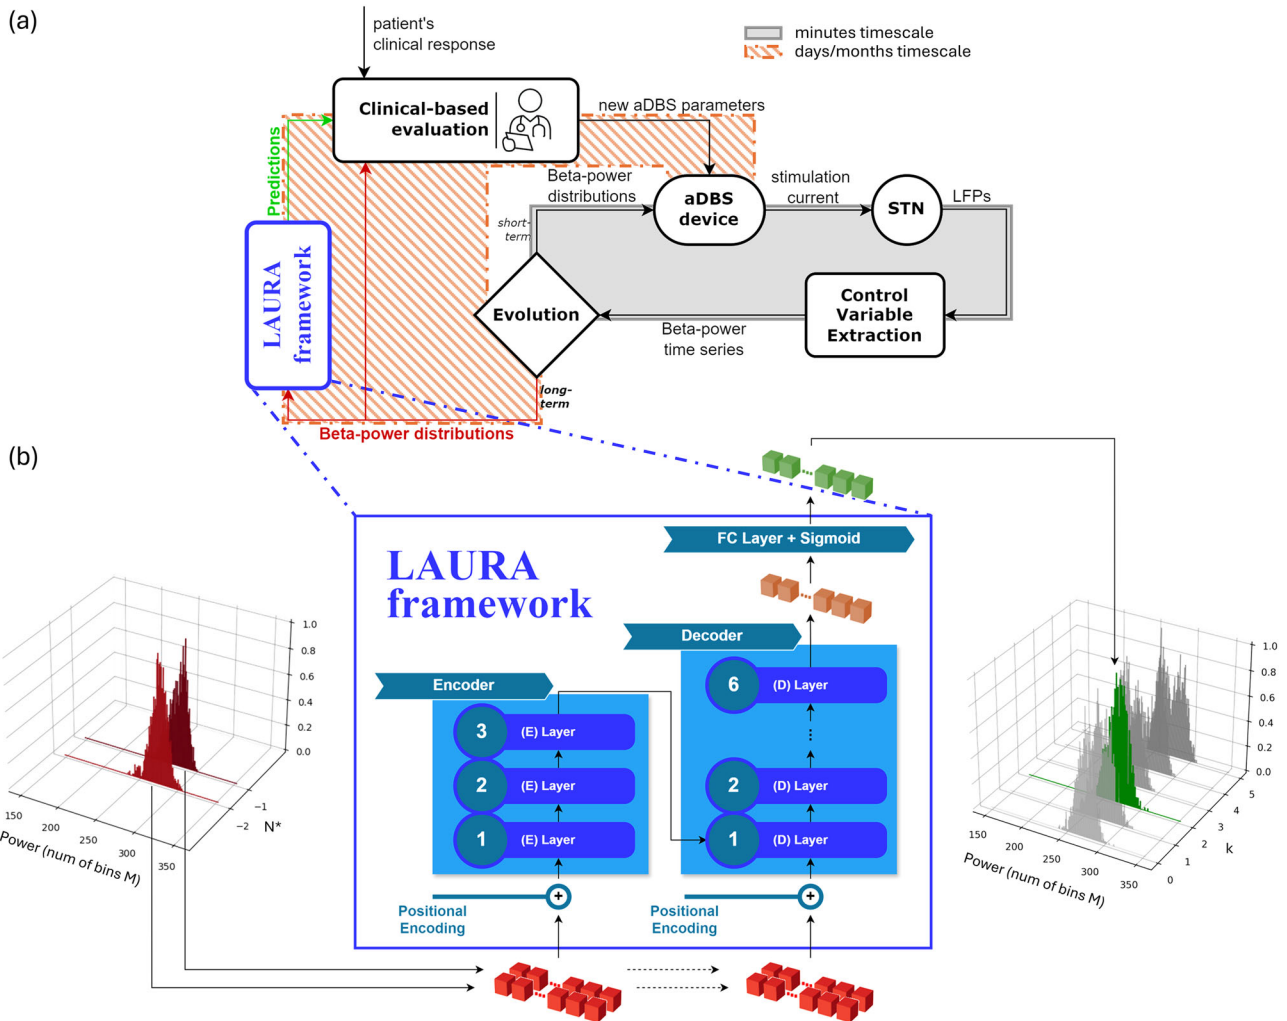 (a)
patient's
clinical response
minutes timescale
days/months timescale
Clinical-based
evaluation
new aDBS parameters
Predictions
Beta-power
distributions
aDBS
device
stimulation
current
STN
LFPs
short-
term
LAURA
framework
Evolution
Beta-power
time series
Control
Variable
Extraction
long-
term
Beta-power distributions
(b)
LAURA
framework
FC Layer + Sigmoid
Decoder
6
(D) Layer
Encoder
3
(E) Layer
2
(E) Layer
1
(E) Layer
2
(D) Layer
1
(D) Layer
Positional
Encoding
+
Positional
Encoding
+
1.0
0.8
0.6
0.4
0.2
0.0
-1
-2
N*
150
200
250
300
350
Power (num of bins M)
1.0
0.8
0.6
0.4
0.2
0.0
5
4
3
2
1
0
k
150
200
250
300
350
Power (num of bins M)